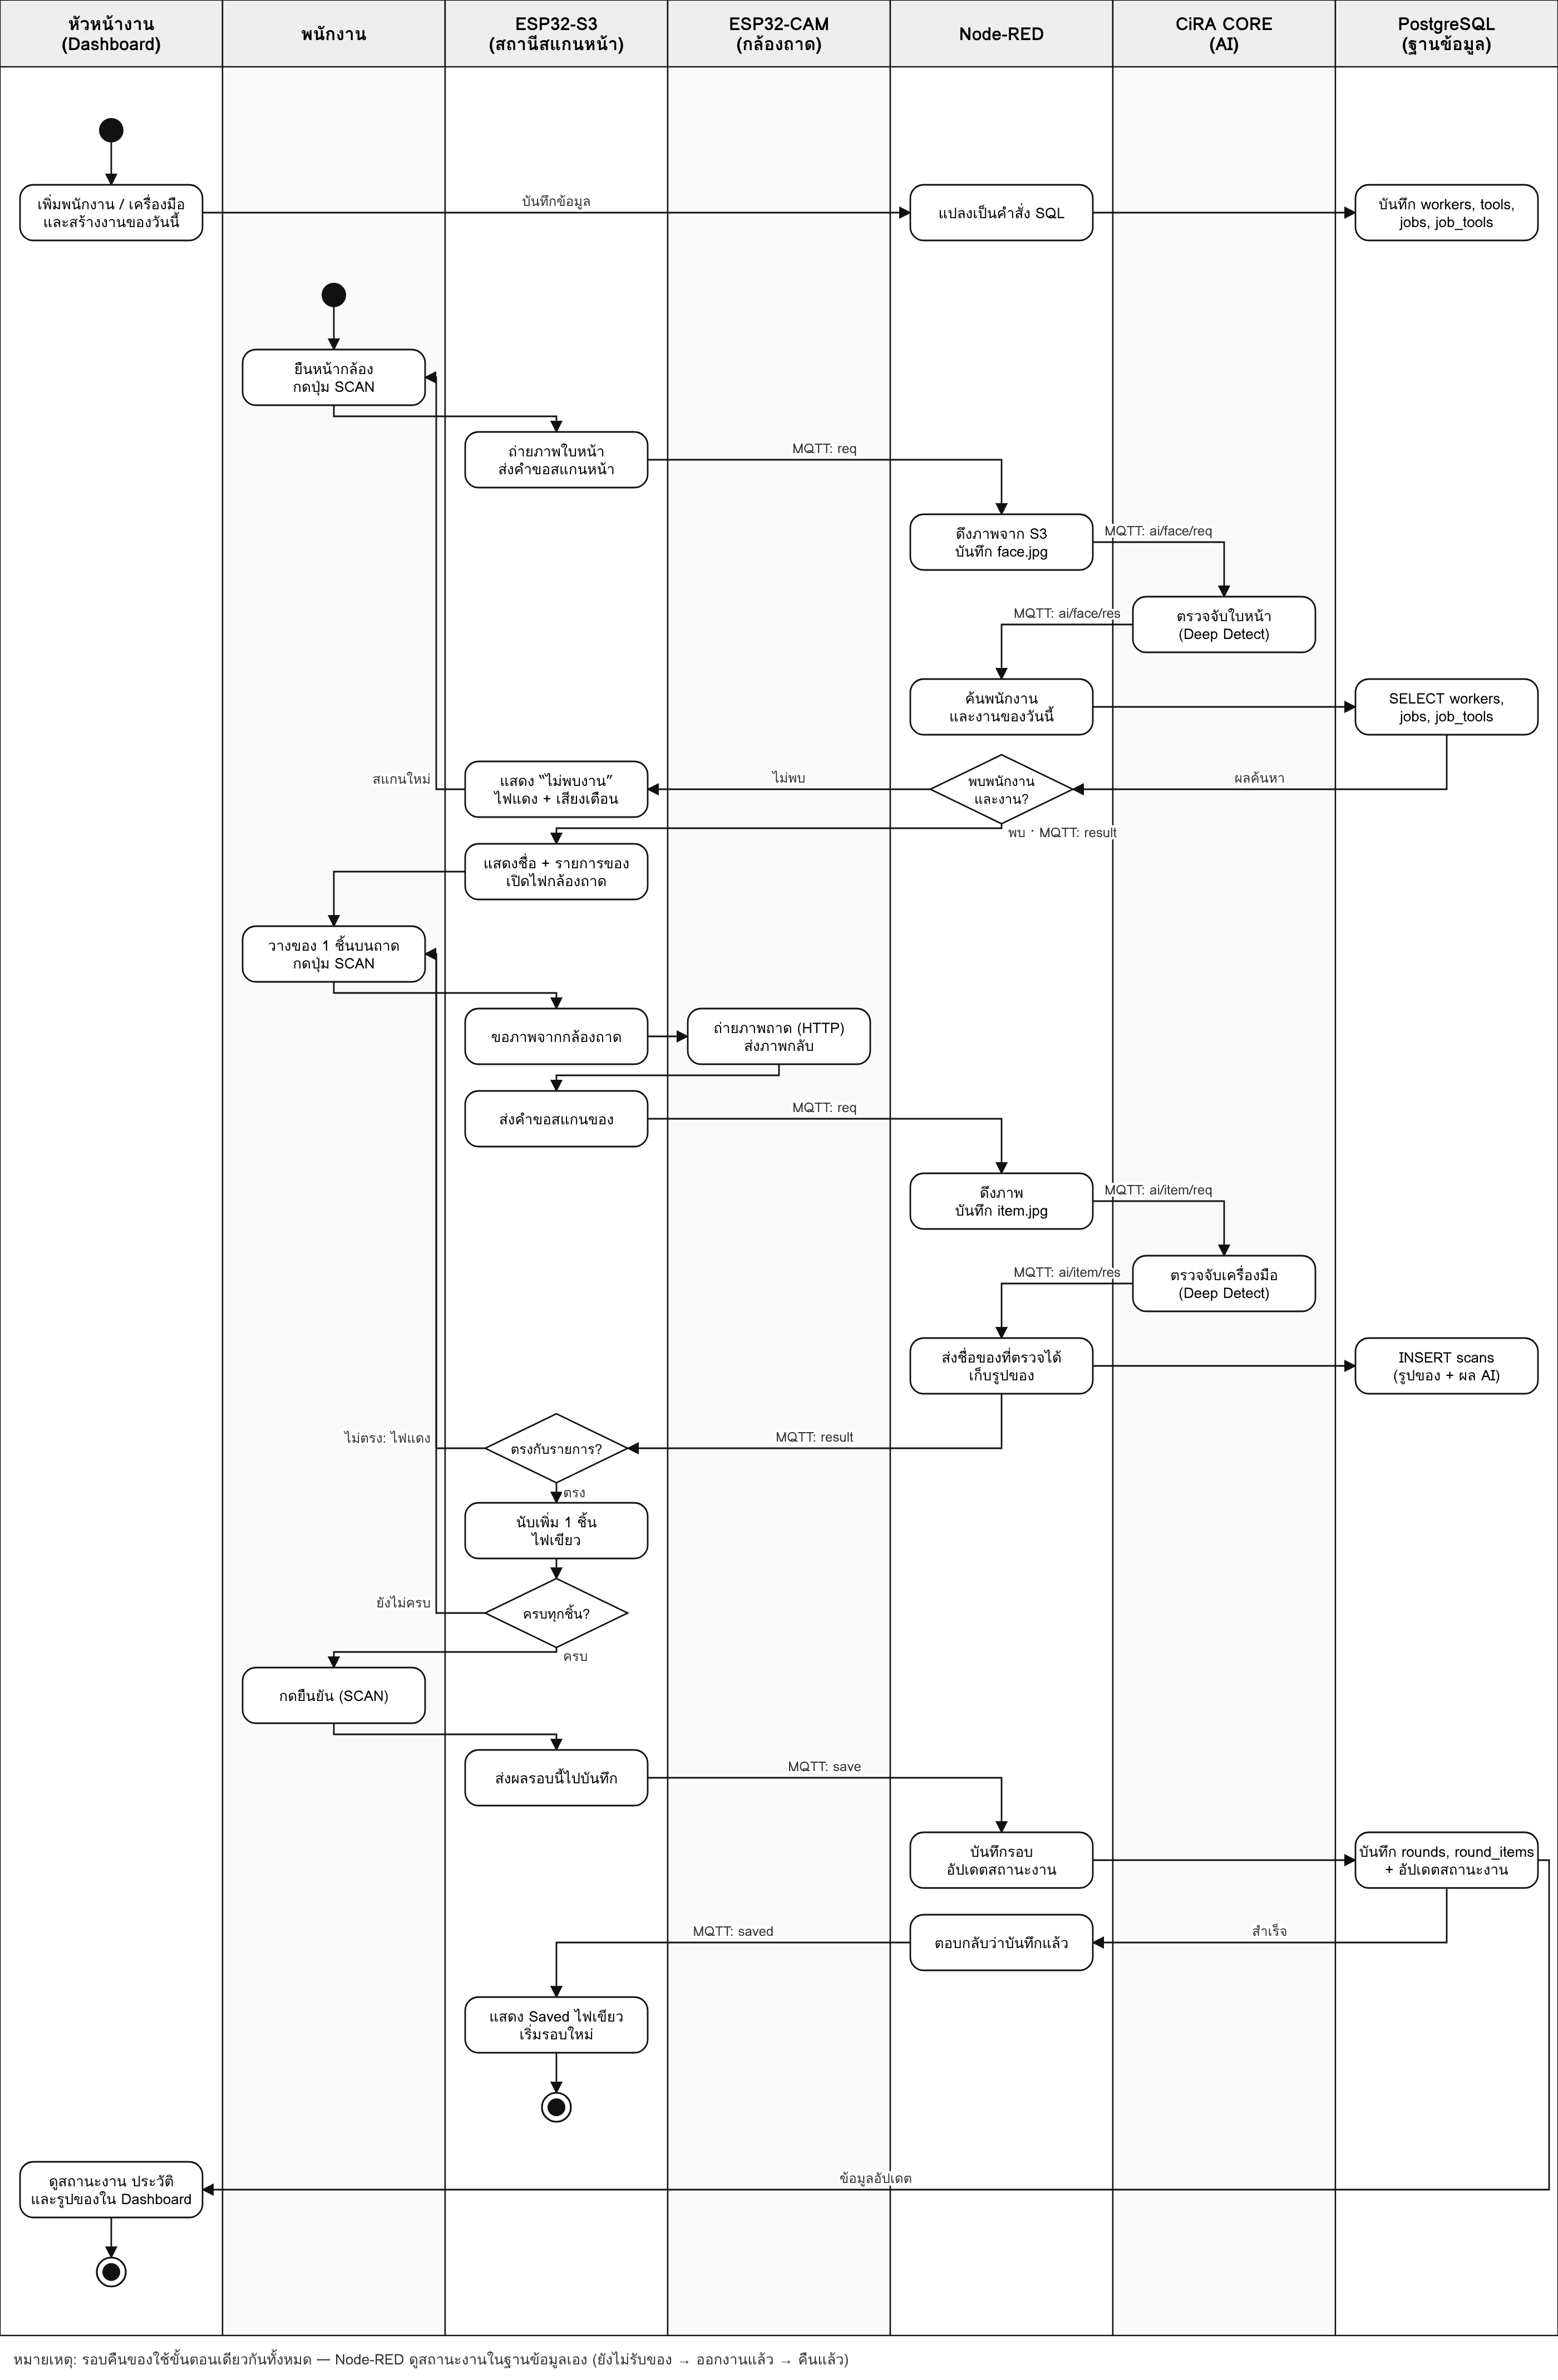 หัวหน้างาน
(Dashboard)
พนักงาน
ESP32-S3
(สถานีสแกนหน้า)
ESP32-CAM
(กล้องถาด)
Node-RED
CiRA CORE
(AI)
PostgreSQL
(ฐานข้อมูล)
เพิ่มพนักงาน / เครื่องมือ
และสร้างงานของวันนี้
บันทึกข้อมูล
แปลงเป็นคำสั่ง SQL
บันทึก workers, tools,
jobs, job_tools
ยืนหน้ากล้อง
กดปุ่ม SCAN
ถ่ายภาพใบหน้า
ส่งคำขอสแกนหน้า
MQTT: req
ดึงภาพจาก S3
บันทึก face.jpg
MQTT: ai/face/req
MQTT: ai/face/res
ตรวจจับใบหน้า
(Deep Detect)
ค้นพนักงาน
และงานของวันนี้
SELECT workers,
jobs, job_tools
สแกนใหม่
แสดง “ไม่พบงาน”
ไฟแดง + เสียงเตือน
ไม่พบ
พบพนักงาน
และงาน?
ผลค้นหา
พบ · MQTT: result
แสดงชื่อ + รายการของ
เปิดไฟกล้องถาด
วางของ 1 ชิ้นบนถาด
กดปุ่ม SCAN
ขอภาพจากกล้องถาด
ถ่ายภาพถาด (HTTP)
ส่งภาพกลับ
ส่งคำขอสแกนของ
MQTT: req
ดึงภาพ
บันทึก item.jpg
MQTT: ai/item/req
MQTT: ai/item/res
ตรวจจับเครื่องมือ
(Deep Detect)
ส่งชื่อของที่ตรวจได้
เก็บรูปของ
INSERT scans
(รูปของ + ผล AI)
ไม่ตรง: ไฟแดง
ตรงกับรายการ?
MQTT: result
ตรง
นับเพิ่ม 1 ชิ้น
ไฟเขียว
ยังไม่ครบ
ครบทุกชิ้น?
ครบ
กดยืนยัน (SCAN)
ส่งผลรอบนี้ไปบันทึก
MQTT: save
บันทึกรอบ
อัปเดตสถานะงาน
บันทึก rounds, round_items
+ อัปเดตสถานะงาน
MQTT: saved
ตอบกลับว่าบันทึกแล้ว
สำเร็จ
แสดง Saved ไฟเขียว
เริ่มรอบใหม่
ดูสถานะงาน ประวัติ
และรูปของใน Dashboard
ข้อมูลอัปเดต
หมายเหตุ: รอบคืนของใช้ขั้นตอนเดียวกันทั้งหมด — Node-RED ดูสถานะงานในฐานข้อมูลเอง (ยังไม่รับของ → ออกงานแล้ว → คืนแล้ว)